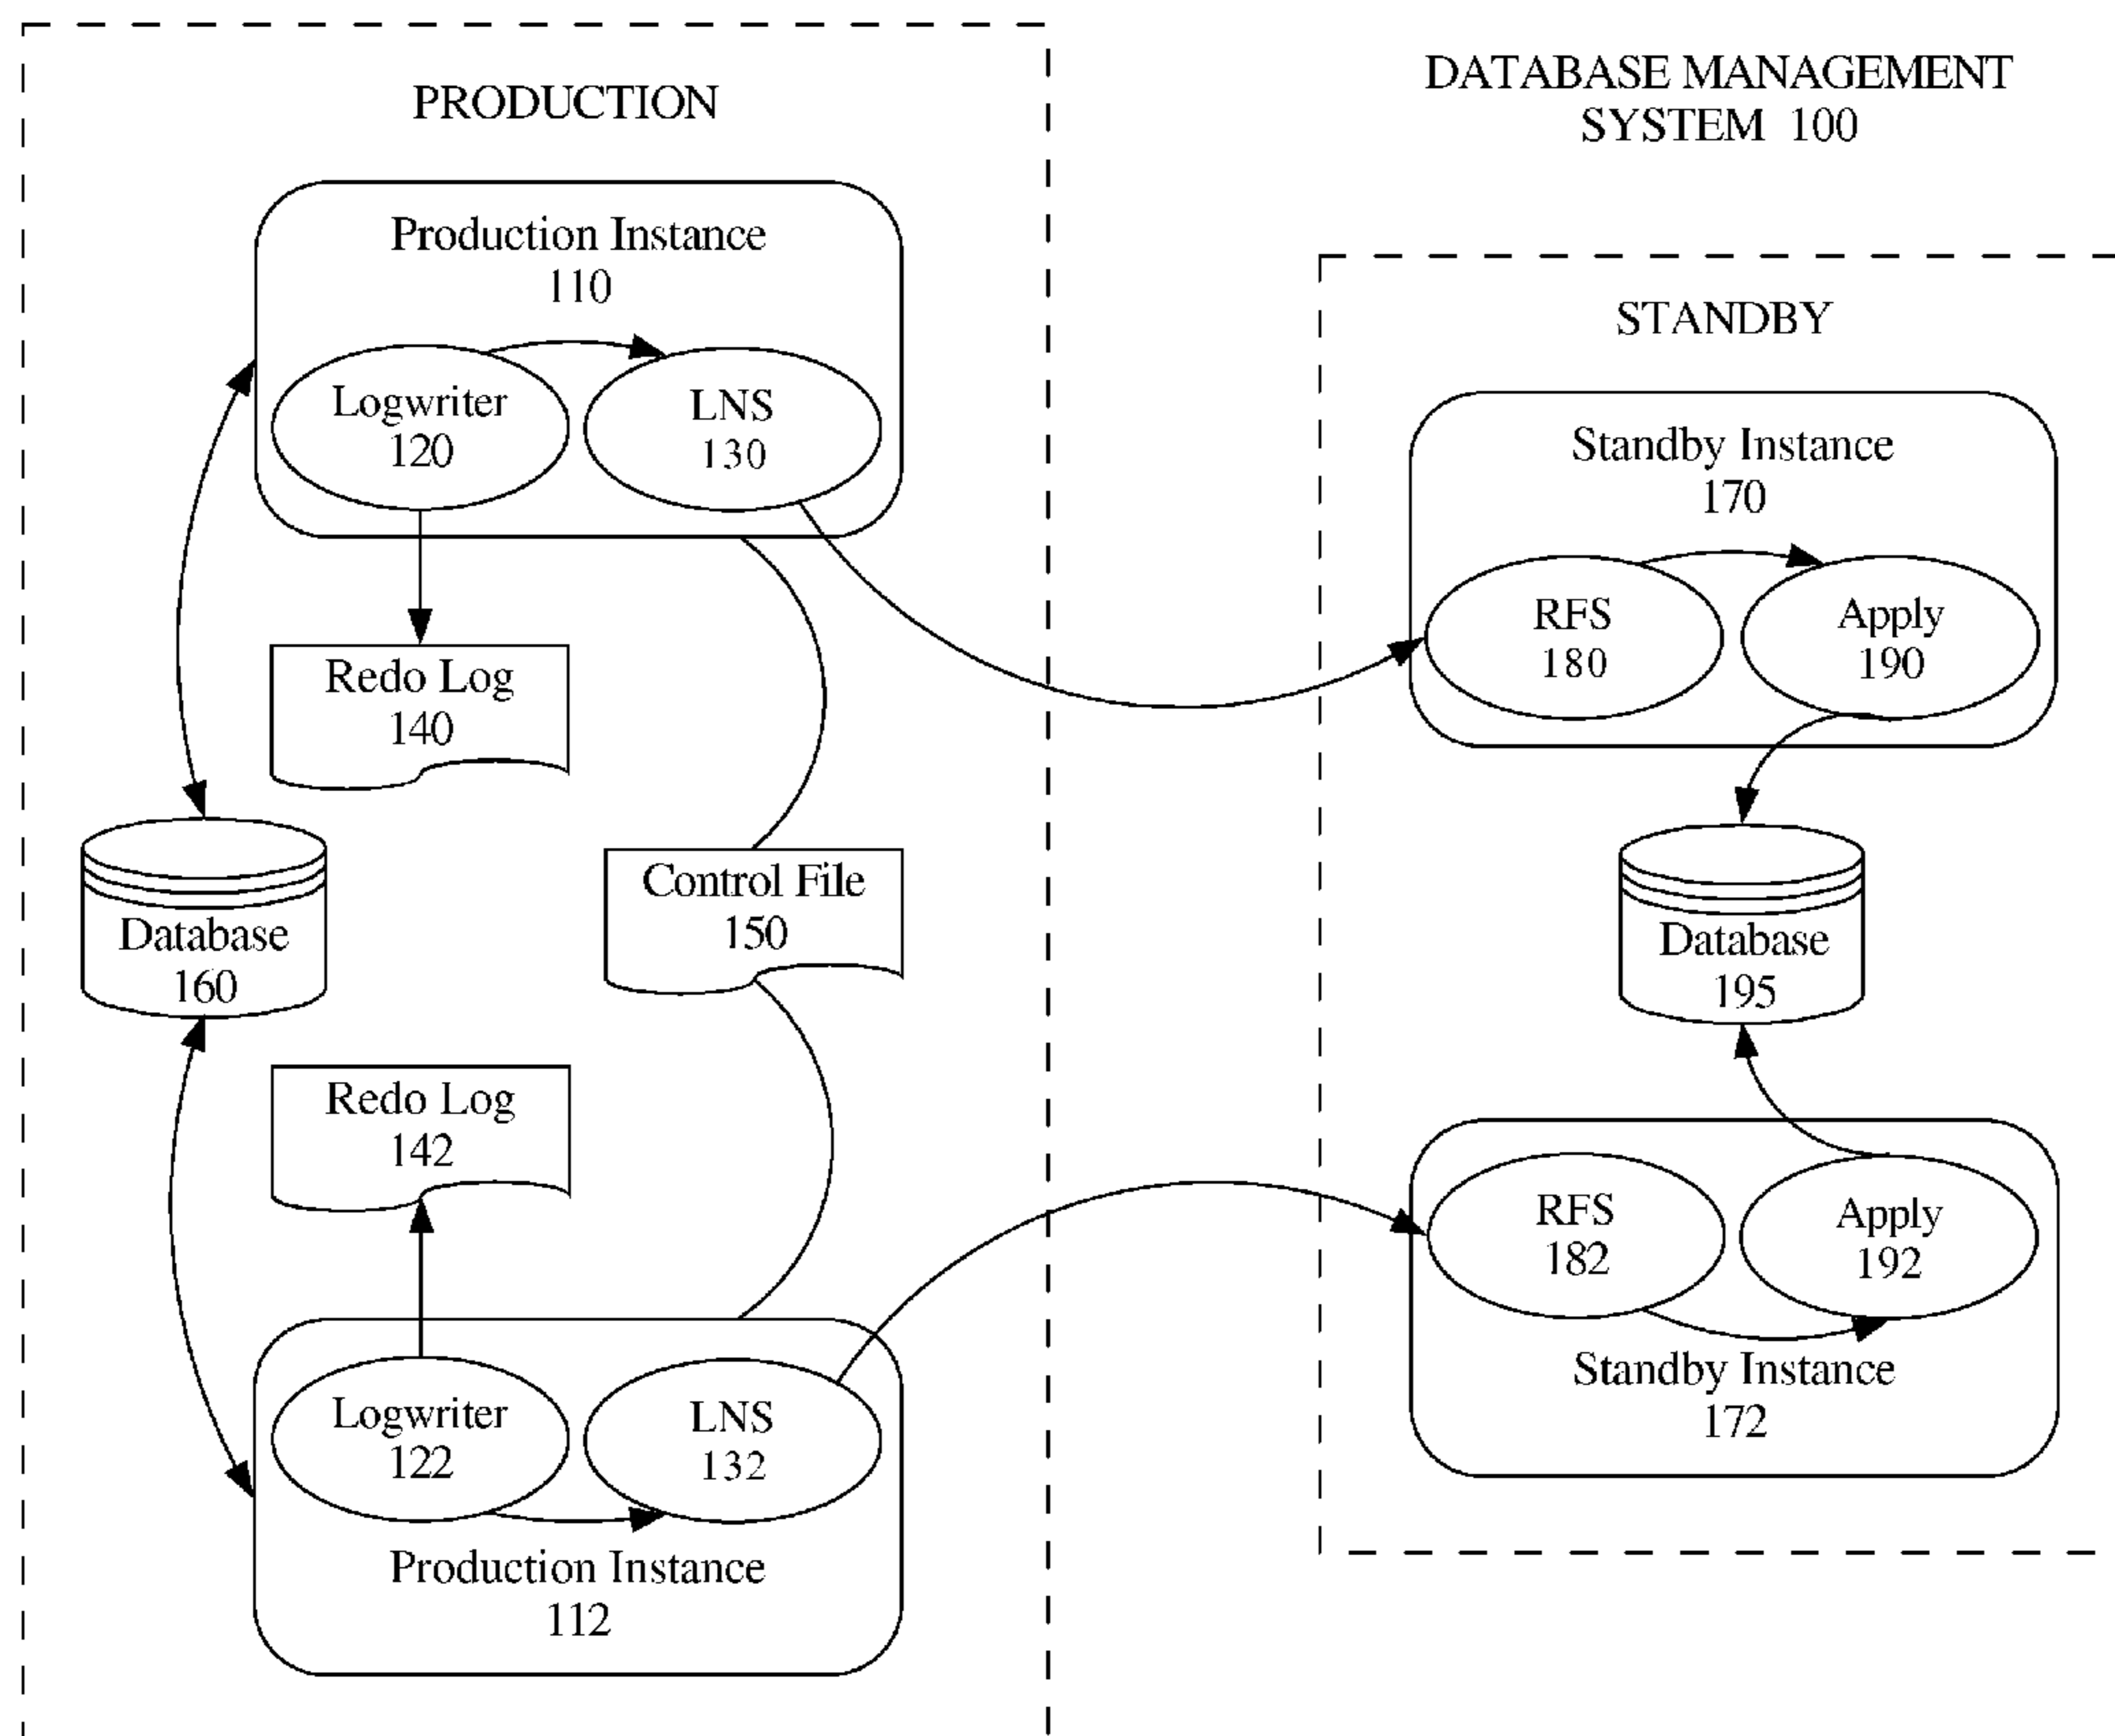 PRODUCTION
DATABASE MANAGEMENT
SYSTEM 100
Production Instance
110
Logwriter
120
LNS
130
Redo Log
140
Control File
150
Database
160
Redo Log
142
Logwriter
122
LNS
132
Production Instance
112
STANDBY
Standby Instance
170
RFS
180
Apply
190
Database
195
RFS
182
Apply
192
Standby Instance
172